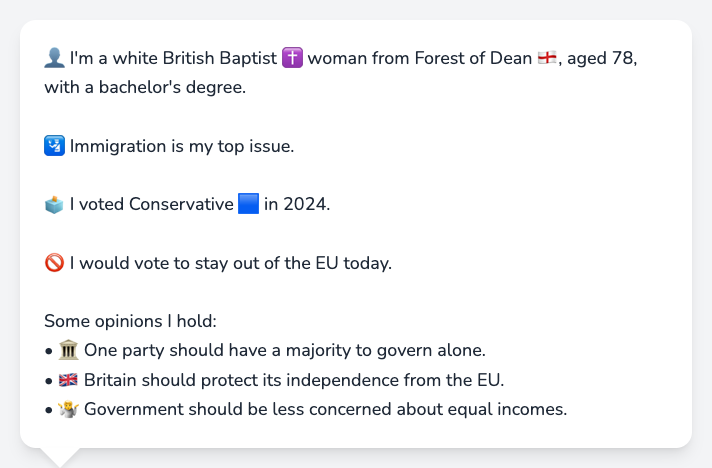 👤 I'm a white British Baptist ✝️ woman from Forest of Dean 🏴󠁧󠁢󠁥󠁮󠁧󠁿, aged 78,
with a bachelor's degree.
🛂 Immigration is my top issue.
🗳️ I voted Conservative 🟦 in 2024.
🚫 I would vote to stay out of the EU today.
Some opinions I hold:
• 🏛️ One party should have a majority to govern alone.
• 🇬🇧 Britain should protect its independence from the EU.
• 🤷 Government should be less concerned about equal incomes.